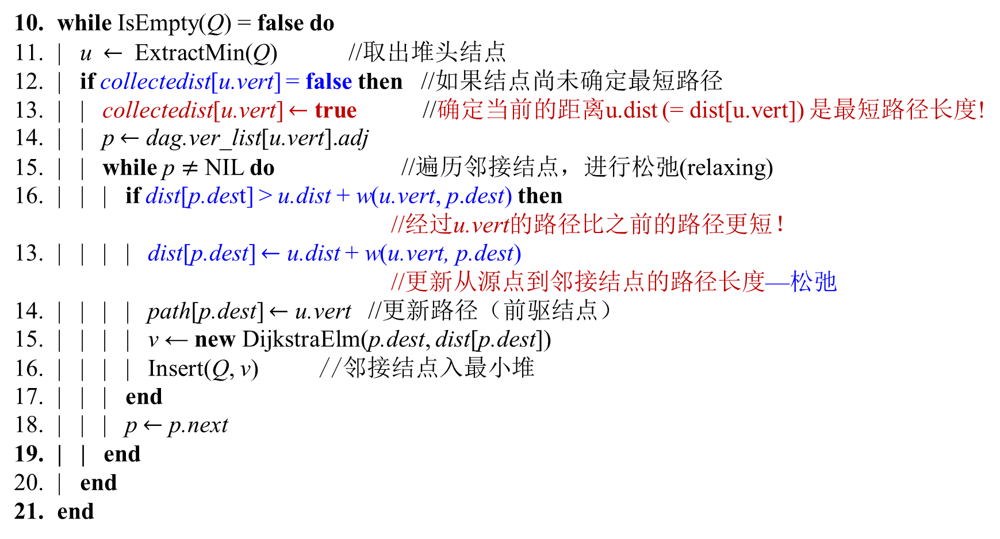 10. while IsEmpty(Q) = false do
11. | u ← ExtractMin(Q) //取出堆头结点
12. | if collectedist[u.vert] = false then //如果结点尚未确定最短路径
13. | | collectedist[u.vert] ← true //确定当前的距离u.dist (= dist[u.vert]) 是最短路径长度!
14. | | p ← dag.ver_list[u.vert].adj
15. | | while p ≠ NIL do //遍历邻接结点，进行松弛(relaxing)
16. | | | if dist[p.dest] > u.dist + w(u.vert, p.dest) then
//经过u.vert的路径比之前的路径更短！
13. | | | | dist[p.dest] ← u.dist + w(u.vert, p.dest)
//更新从源点到邻接结点的路径长度—松弛
14. | | | | path[p.dest] ← u.vert //更新路径（前驱结点）
15. | | | | v ← new DijkstraElm(p.dest, dist[p.dest])
16. | | | | Insert(Q, v) //邻接结点入最小堆
17. | | | end
18. | | | p ← p.next
19. | | end
20. | end
21. end